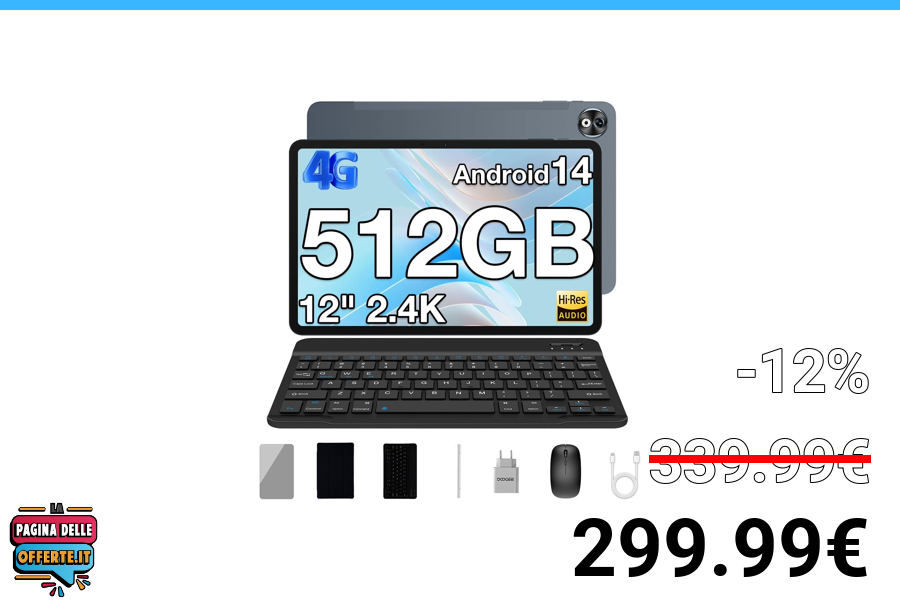 4G
Android14
512GB
12" 2.4K
Hi-Res
AUDIO
-12%
339.99€
DOOGEE
299.99€
LA
PAGINA DELLE
OFFERTE.IT